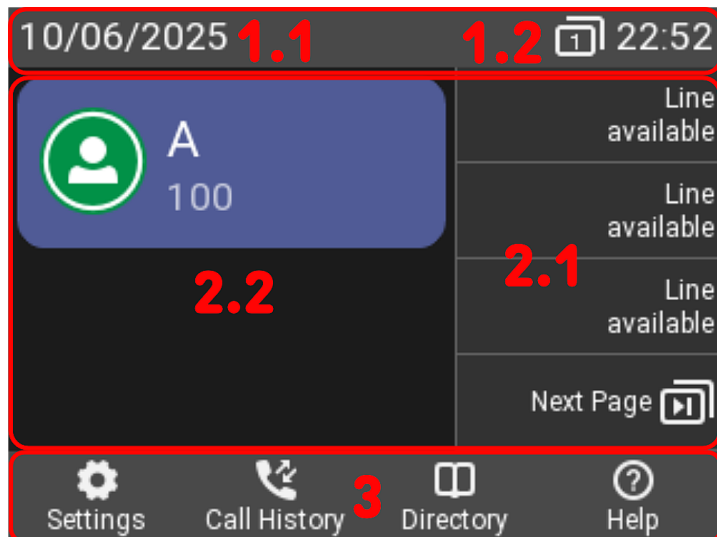 10/06/2025 1.1 1.2 1 22:52
A
100
Line
available
Line
available
2.2
2.1
Line
available
Next Page
3
Settings Call History Directory Help